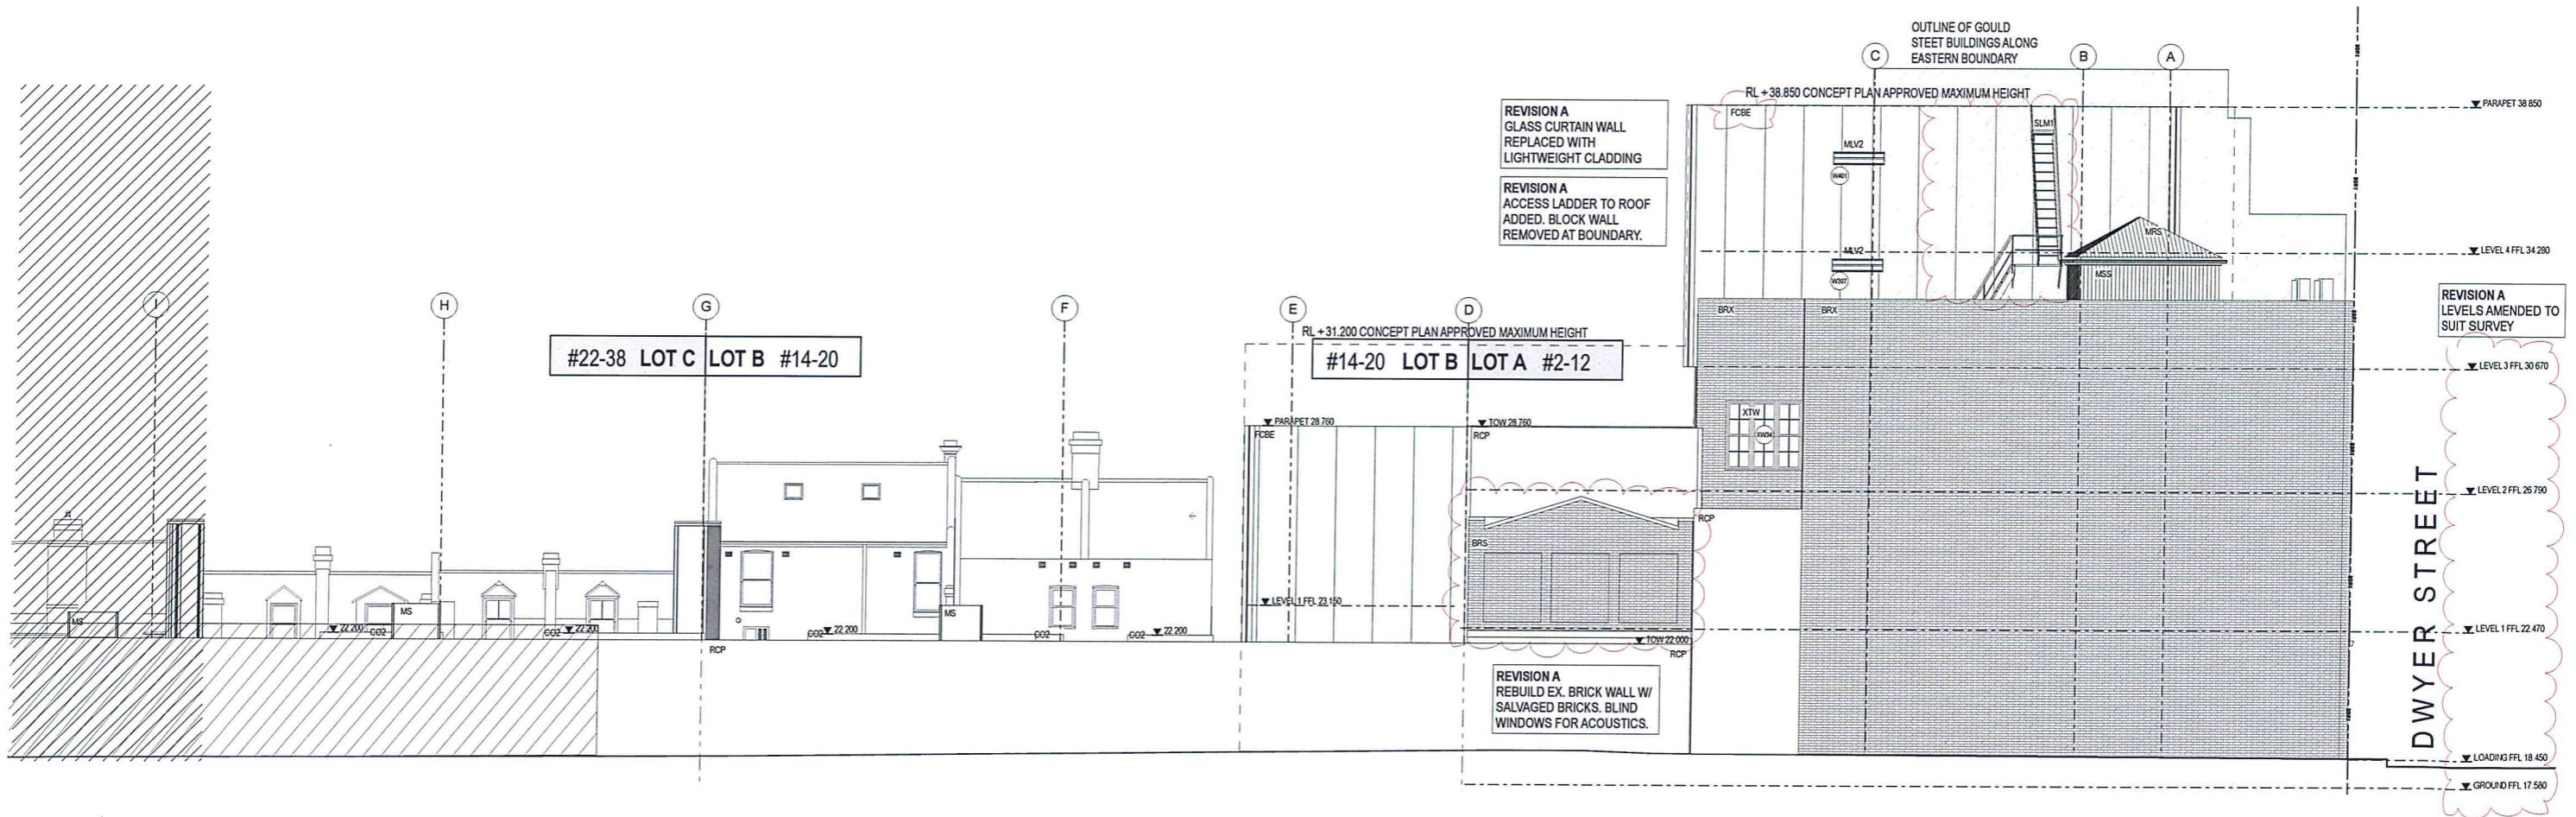 OUTLINE OF GOULD
STEET BUILDINGS ALONG
EASTERN BOUNDARY
C
B
A
RL + 38.850 CONCEPT PLAN APPROVED MAXIMUM HEIGHT
PARAPET 38 850
REVISION A
GLASS CURTAIN WALL
REPLACED WITH
LIGHTWEIGHT CLADDING
FCBE
SLM1
MLV2
W401
REVISION A
ACCESS LADDER TO ROOF
ADDED. BLOCK WALL
REMOVED AT BOUNDARY.
MRS
LEVEL 4 FFL 34 280
MLV2
W307
MSS
REVISION A
LEVELS AMENDED TO
SUIT SURVEY
I
H
G
F
E
D
BRX
BRX
RL + 31.200 CONCEPT PLAN APPROVED MAXIMUM HEIGHT
#22-38 LOT C LOT B #14-20
#14-20 LOT B LOT A #2-12
LEVEL 3 FFL 30 670
XTW
XW34
PARAPET 28 760
TOW 28 760
FCBE
RCP
LEVEL 2 FFL 26 790
RCP
BRS
DWYER STREET
LEVEL 1 FFL 23 150
MS
MS
MS
22 200
CO2
CO2
22 200
CO2
22 200
CO2
CO2
22 200
LEVEL 1 FFL 22.470
TOW 22 000
RCP
RCP
REVISION A
REBUILD EX. BRICK WALL W/
SALVAGED BRICKS. BLIND
WINDOWS FOR ACOUSTICS.
LOADING FFL 18 450
GROUND FFL 17 560